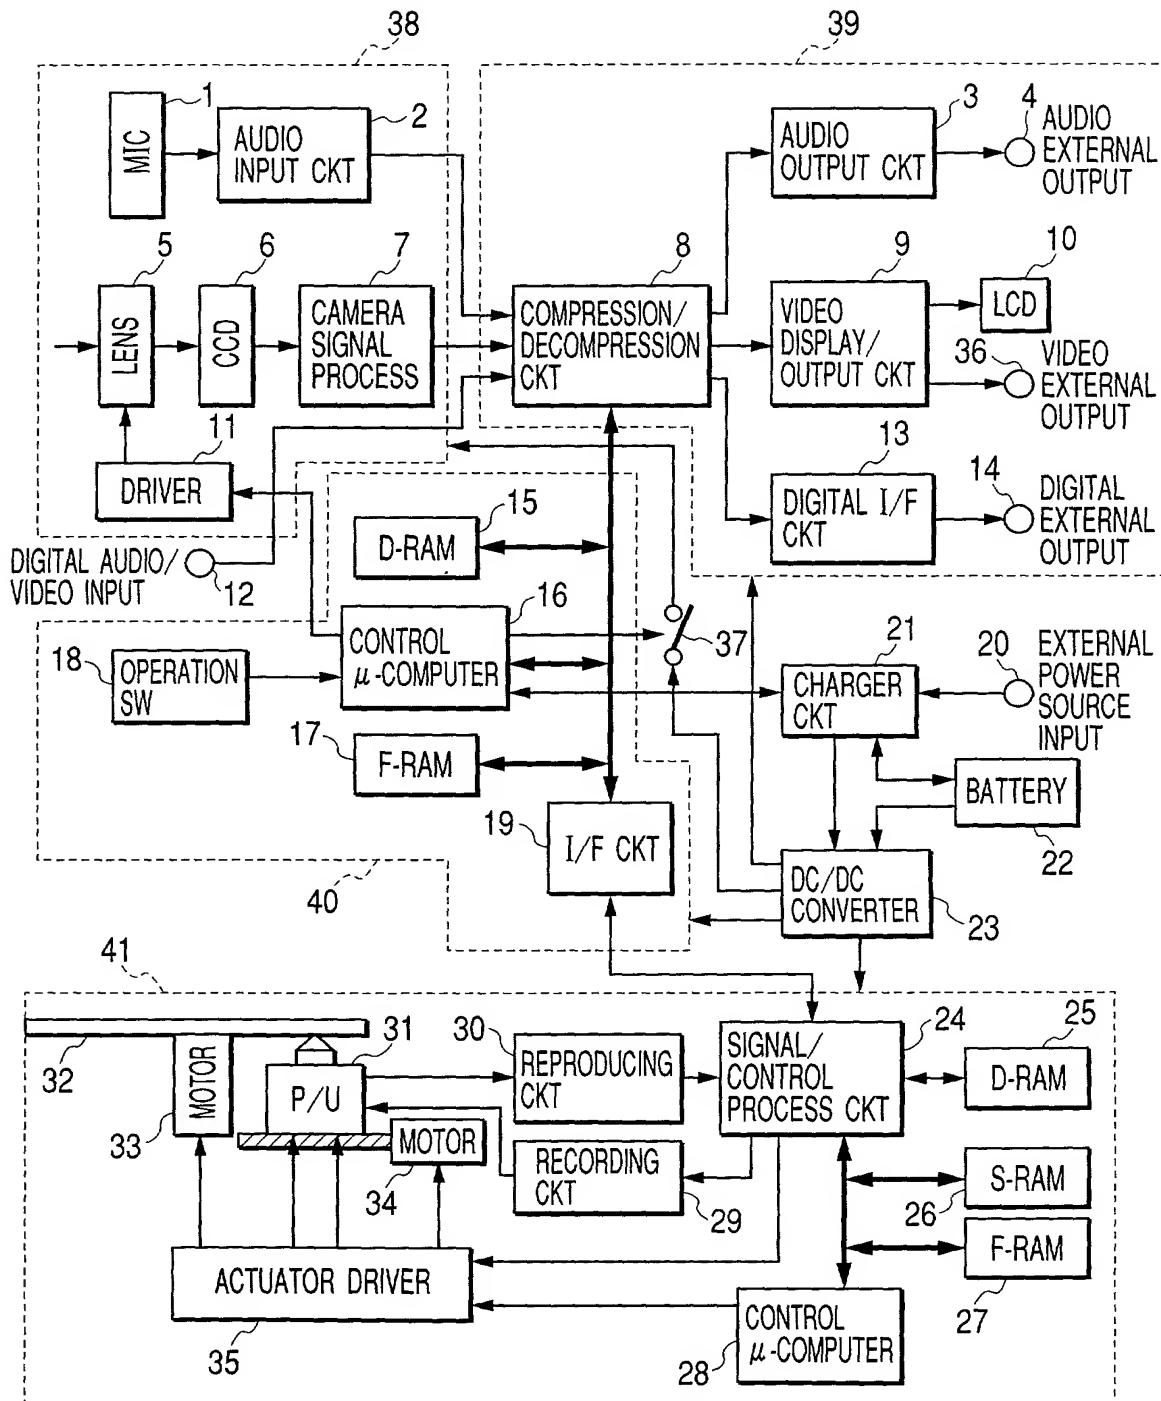 38
39
1
MIC
2
AUDIO
INPUT CKT
3
AUDIO
OUTPUT CKT
4
AUDIO
EXTERNAL
OUTPUT
5
LENS
6
CCD
7
CAMERA
SIGNAL
PROCESS
8
COMPRESSION/
DECOMPRESSION
CKT
9
VIDEO
DISPLAY/
OUTPUT CKT
10
LCD
36
VIDEO
EXTERNAL
OUTPUT
11
DRIVER
13
DIGITAL I/F
CKT
14
DIGITAL
EXTERNAL
OUTPUT
DIGITAL AUDIO/
VIDEO INPUT
12
15
D-RAM
16
CONTROL
μ-COMPUTER
18
OPERATION
SW
17
F-RAM
37
21
CHARGER
CKT
20
EXTERNAL
POWER
SOURCE
INPUT
BATTERY
22
19
I/F CKT
DC/DC
CONVERTER
23
40
41
32
MOTOR
33
31
P/U
MOTOR
34
30
REPRODUCING
CKT
RECORDING
CKT
29
24
SIGNAL/
CONTROL
PROCESS CKT
25
D-RAM
S-RAM
26
F-RAM
27
ACTUATOR DRIVER
35
CONTROL
μ-COMPUTER
28